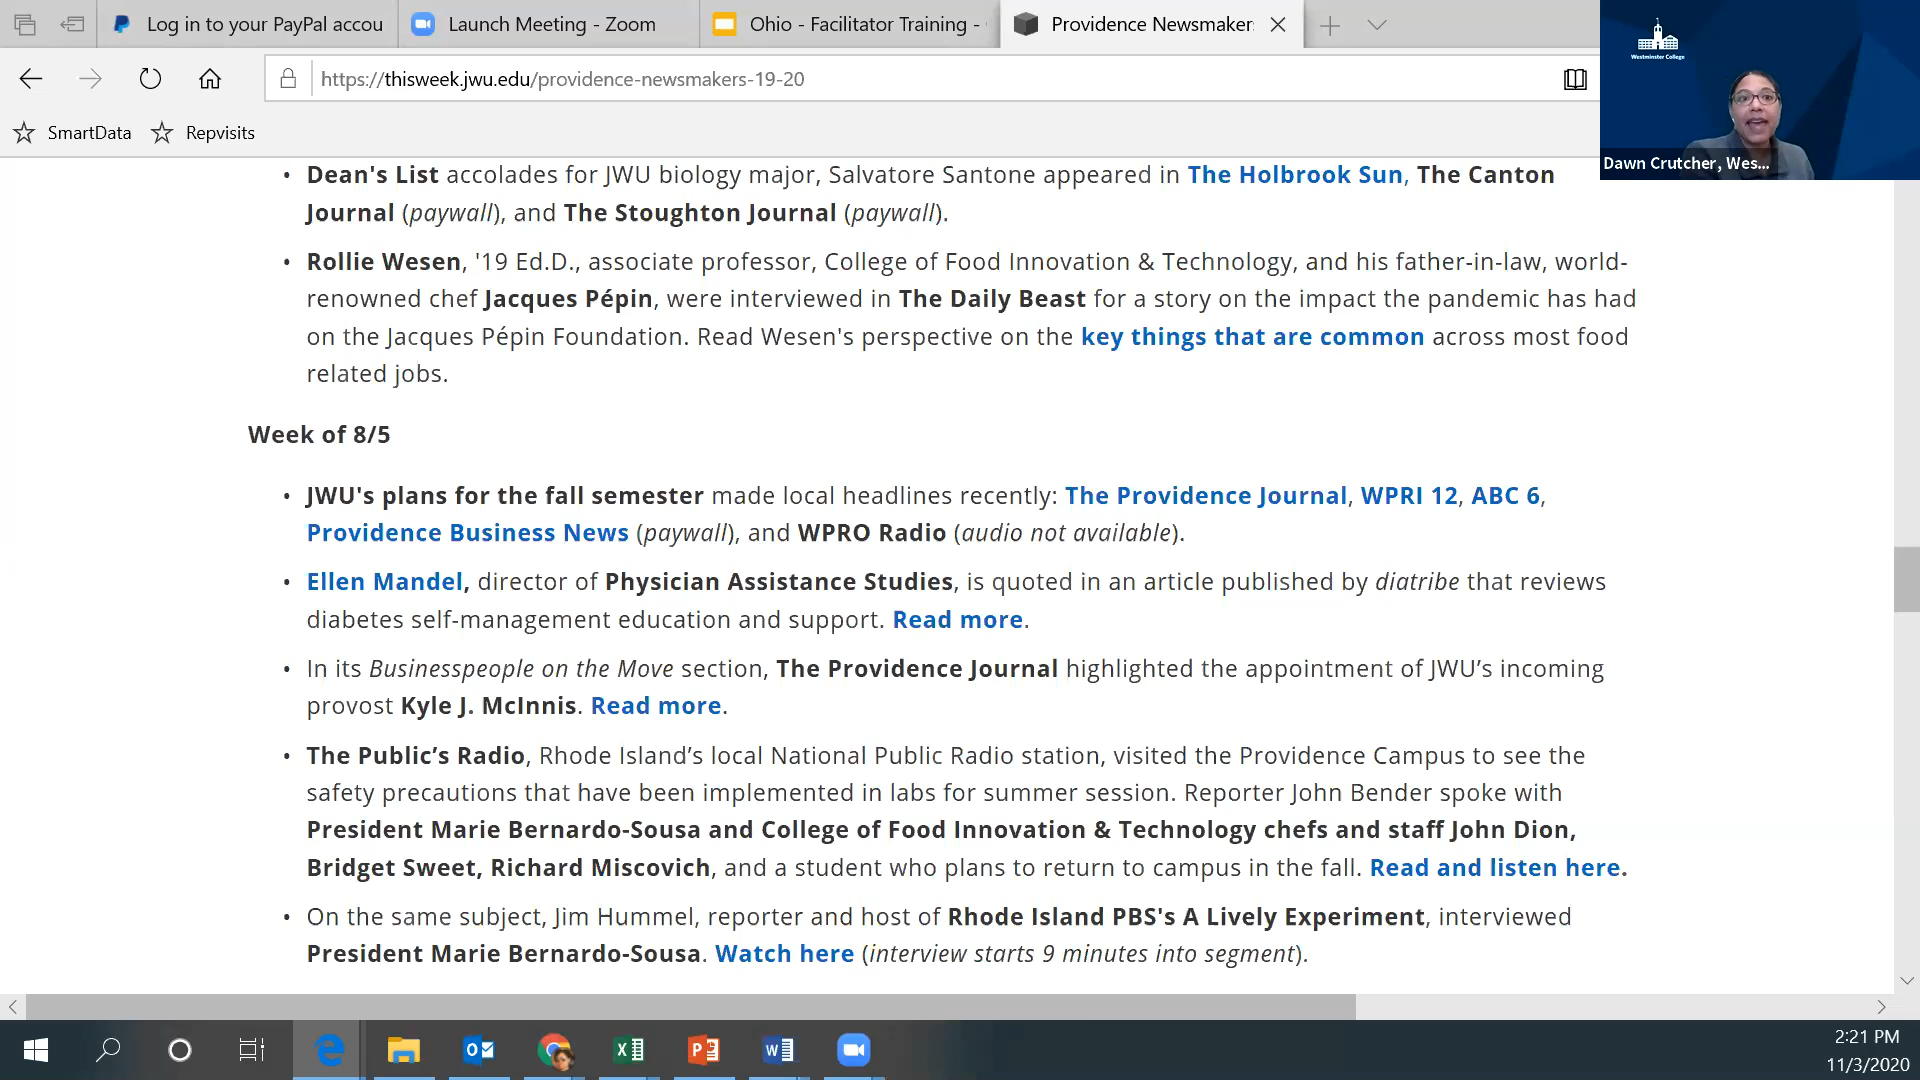 Log in to your PayPal accou
Launch Meeting - Zoom
Ohio - Facilitator Training -
Providence Newsmaker
https://thisweek.jwu.edu/providence-newsmakers-19-20
SmartData
Repvisits
Westminster College
Dawn Crutcher, Wes...
• Dean's List accolades for JWU biology major, Salvatore Santone appeared in The Holbrook Sun, The Canton
Journal (paywall), and The Stoughton Journal (paywall).
• Rollie Wesen, '19 Ed.D., associate professor, College of Food Innovation & Technology, and his father-in-law, world-
renowned chef Jacques Pépin, were interviewed in The Daily Beast for a story on the impact the pandemic has had
on the Jacques Pépin Foundation. Read Wesen's perspective on the key things that are common across most food
related jobs.
Week of 8/5
• JWU's plans for the fall semester made local headlines recently: The Providence Journal, WPRI 12, ABC 6,
Providence Business News (paywall), and WPRO Radio (audio not available).
• Ellen Mandel, director of Physician Assistance Studies, is quoted in an article published by diatribe that reviews
diabetes self-management education and support. Read more.
• In its Businesspeople on the Move section, The Providence Journal highlighted the appointment of JWU’s incoming
provost Kyle J. McInnis. Read more.
• The Public’s Radio, Rhode Island’s local National Public Radio station, visited the Providence Campus to see the
safety precautions that have been implemented in labs for summer session. Reporter John Bender spoke with
President Marie Bernardo-Sousa and College of Food Innovation & Technology chefs and staff John Dion,
Bridget Sweet, Richard Miscovich, and a student who plans to return to campus in the fall. Read and listen here.
• On the same subject, Jim Hummel, reporter and host of Rhode Island PBS's A Lively Experiment, interviewed
President Marie Bernardo-Sousa. Watch here (interview starts 9 minutes into segment).
2:21 PM
11/3/2020